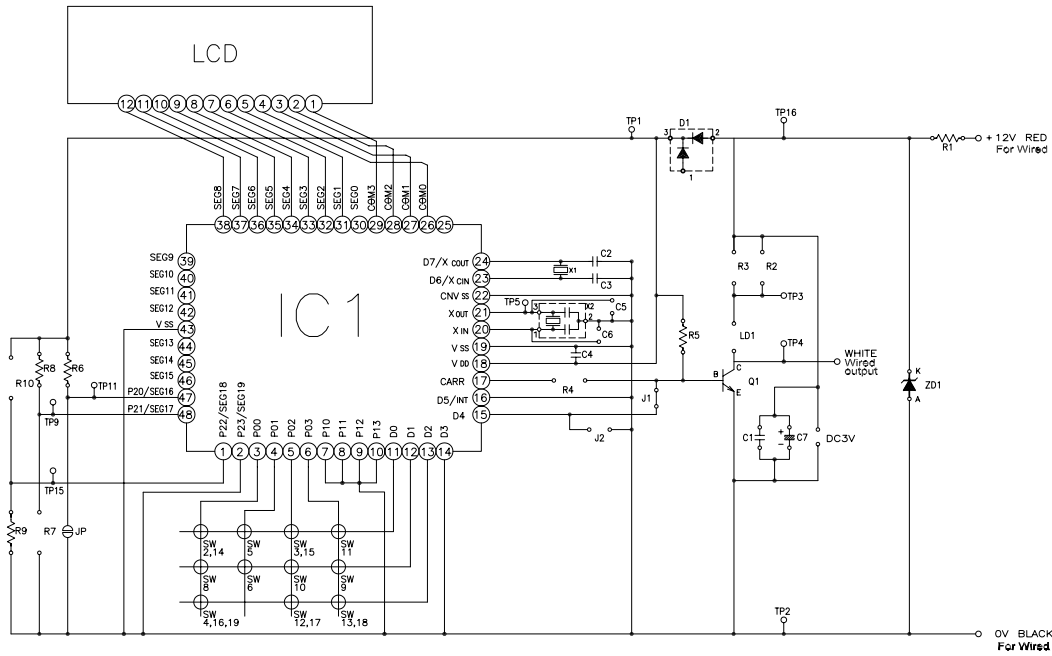 LCD
12 11 10 9 8 7 6 5 4 3 2 1
TP1
3 D1 2
1
TP16
R1
+ 12V RED
For Wired
SEG8 SEG7 SEG6 SEG5 SEG4 SEG3 SEG2 SEG1 SEG0 COM3 COM2 COM1 COM0
38 37 36 35 34 33 32 31 30 29 28 27 26 25
SEG9 39
SEG10 40
SEG11 41
SEG12 42
V SS 43
SEG13 44
SEG14 45
SEG15 46
P20/SEG16 47
P21/SEG17 48
IC1
D7/X COUT 24
D6/X CIN 23
CNV SS 22
X OUT 21
X IN 20
V SS 19
V DD 18
CARR 17
D5/INT 16
D4 15
C2
X1
C3
TP5
3 X2
1 2
C5
C6
C4
R4
R5
J1
J2
R3 R2
TP3
LD1
TP4
WHITE
Wired
output
B C
E
Q1
K
ZD1
A
C1
+
−
C7
DC3V
R10
R8
R6
TP11
TP9
TP15
R9
R7
JP
P22/SEG18 P23/SEG19 P00 P01 P02 P03 P10 P11 P12 P13 D0 D1 D2 D3
1 2 3 4 5 6 7 8 9 10 11 12 13 14
SW
2,14
SW
5
SW
3,15
SW
11
SW
8
SW
6
SW
10
SW
9
SW
4,16,19
SW
12,17
SW
13,18
TP2
0V BLACK
For Wired